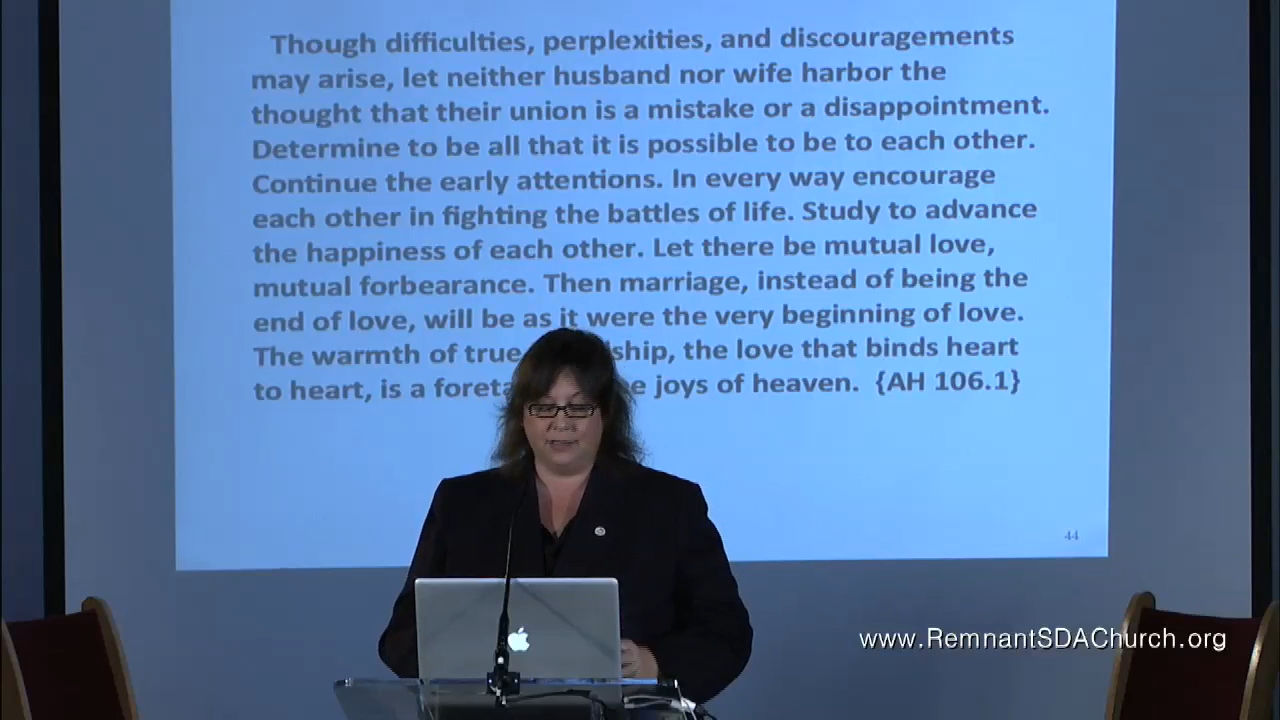 Though difficulties, perplexities, and discouragements
may arise, let neither husband nor wife harbor the
thought that their union is a mistake or a disappointment.
Determine to be all that it is possible to be to each other.
Continue the early attentions. In every way encourage
each other in fighting the battles of life. Study to advance
the happiness of each other. Let there be mutual love,
mutual forbearance. Then marriage, instead of being the
end of love, will be as it were the very beginning of love.
The warmth of true ship, the love that binds heart
to heart, is a foreta e joys of heaven. {AH 106.1}
44
www.RemnantSDAChurch.org